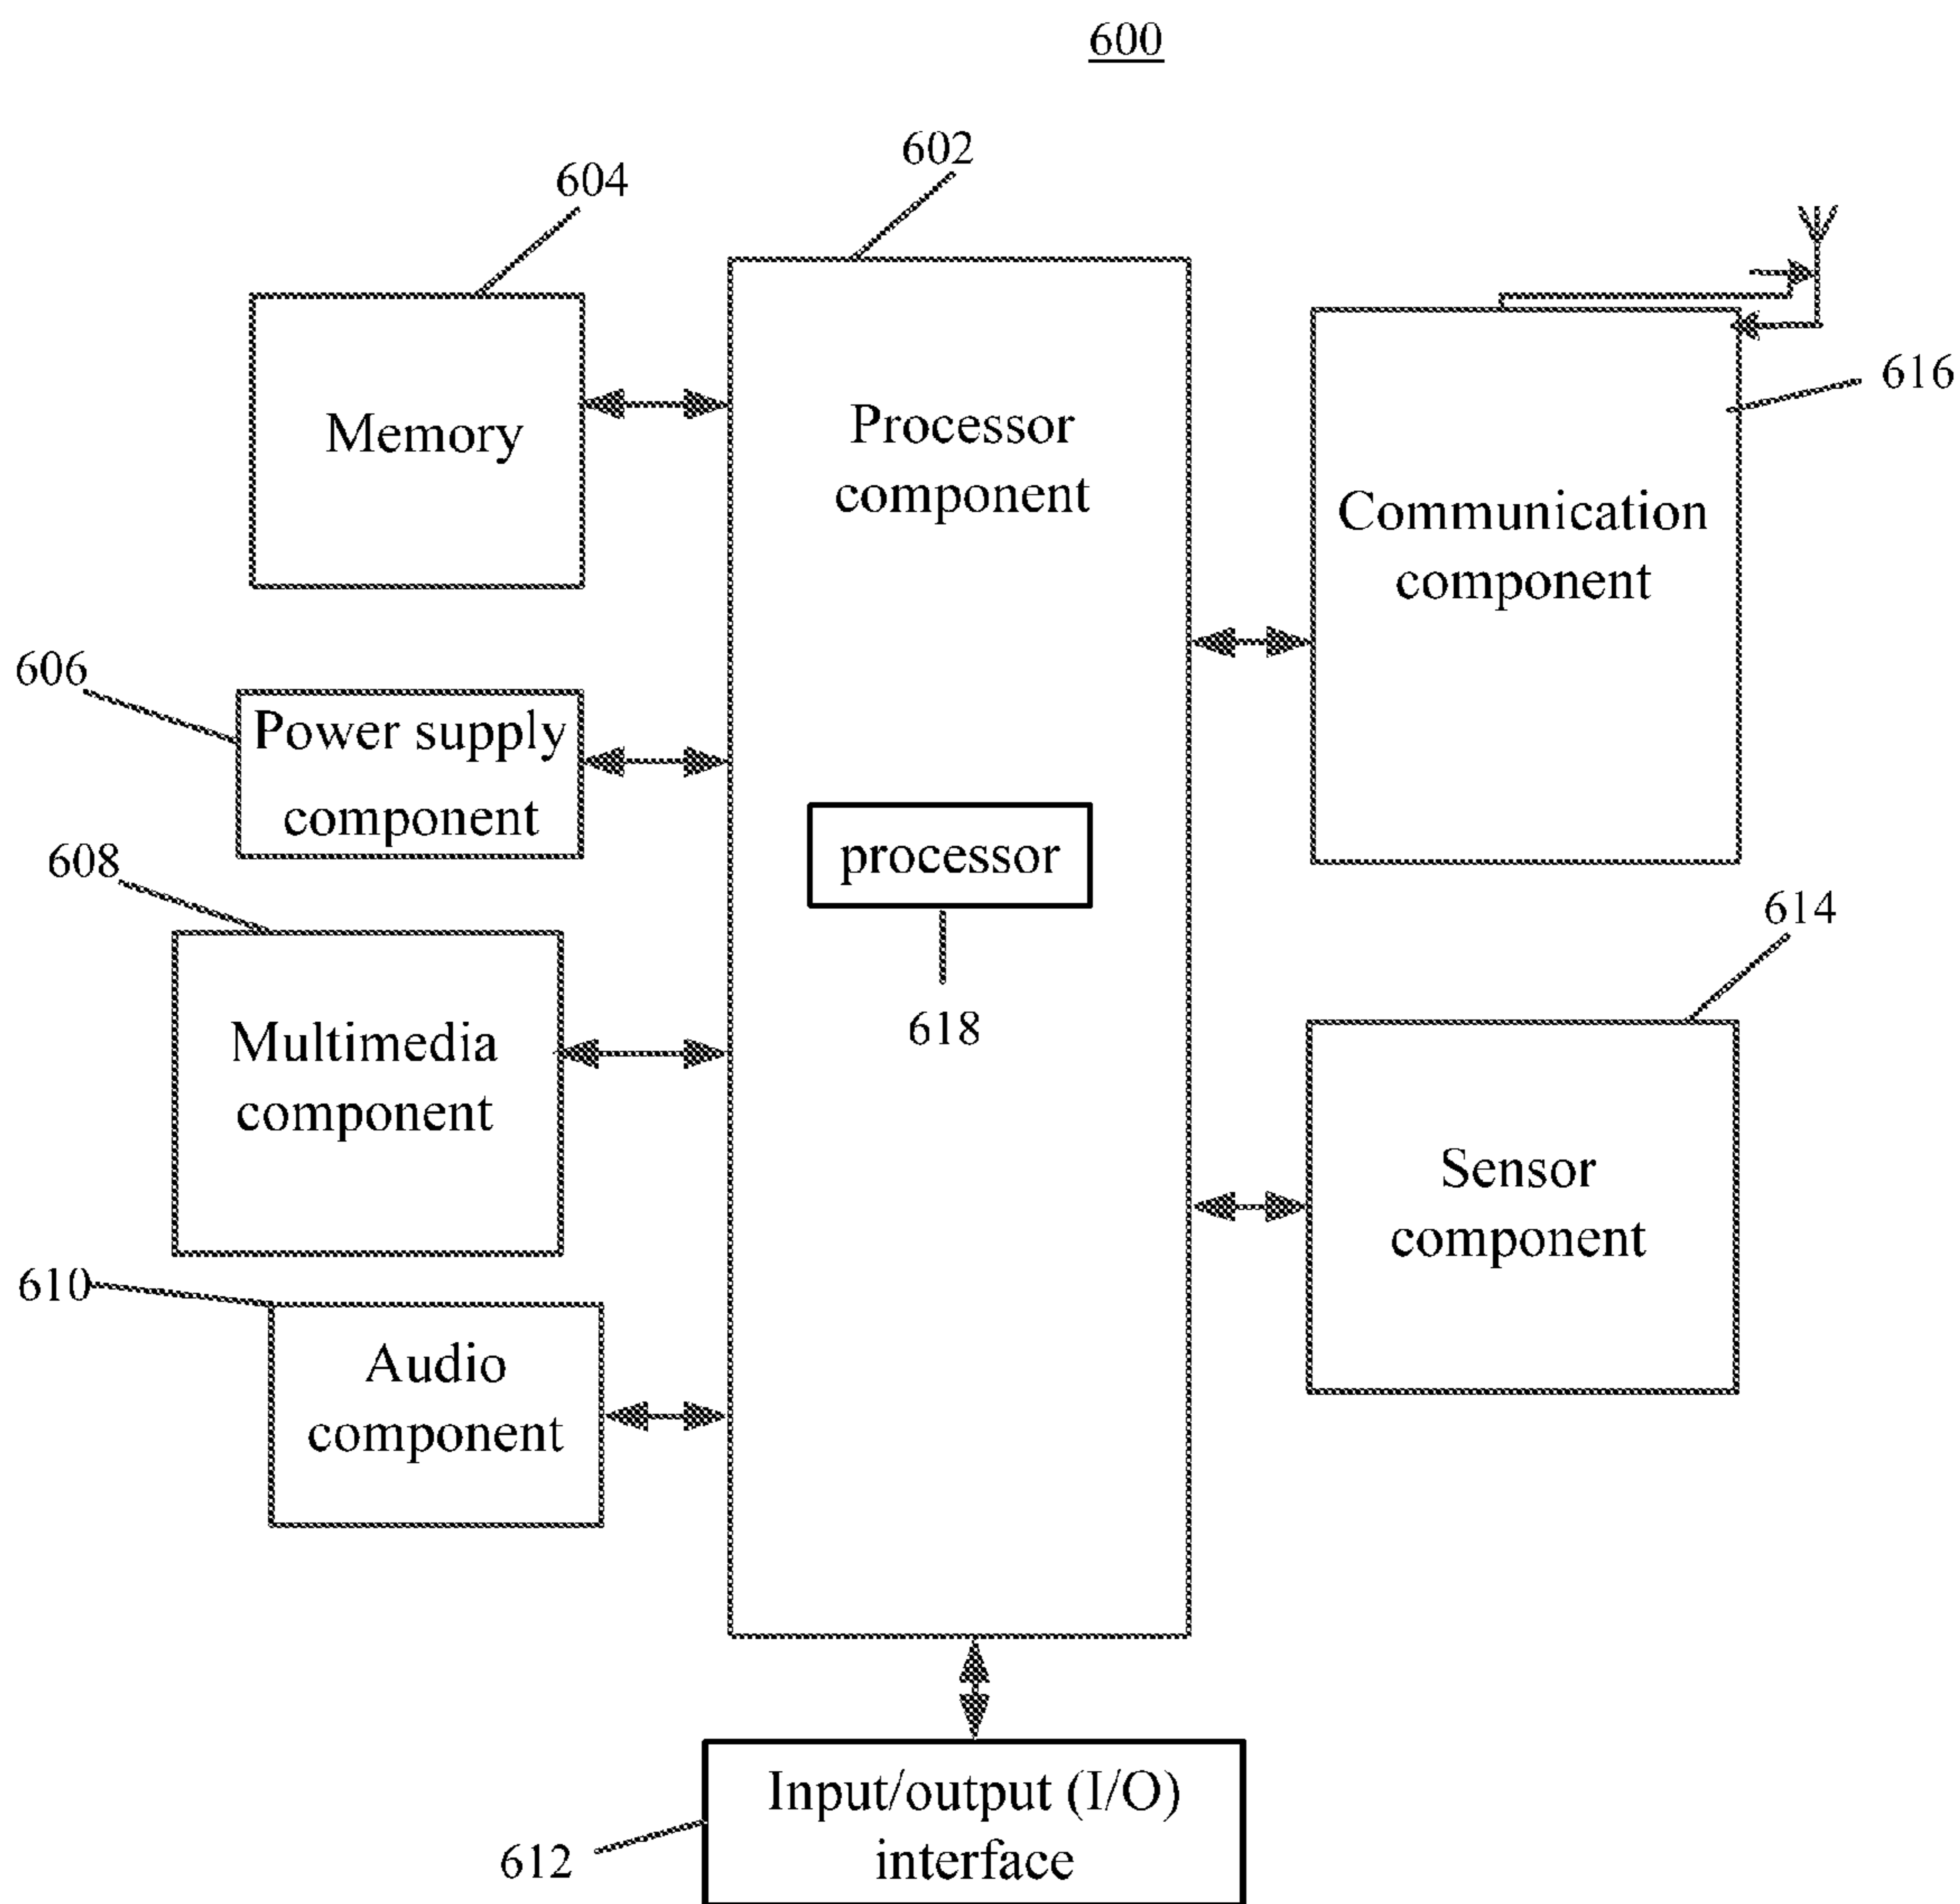 600
602
604
Memory
Processor
component
616
Communication
component
606
Power supply
component
processor
618
608
Multimedia
component
614
Sensor
component
610
Audio
component
Input/output (I/O)
interface
612